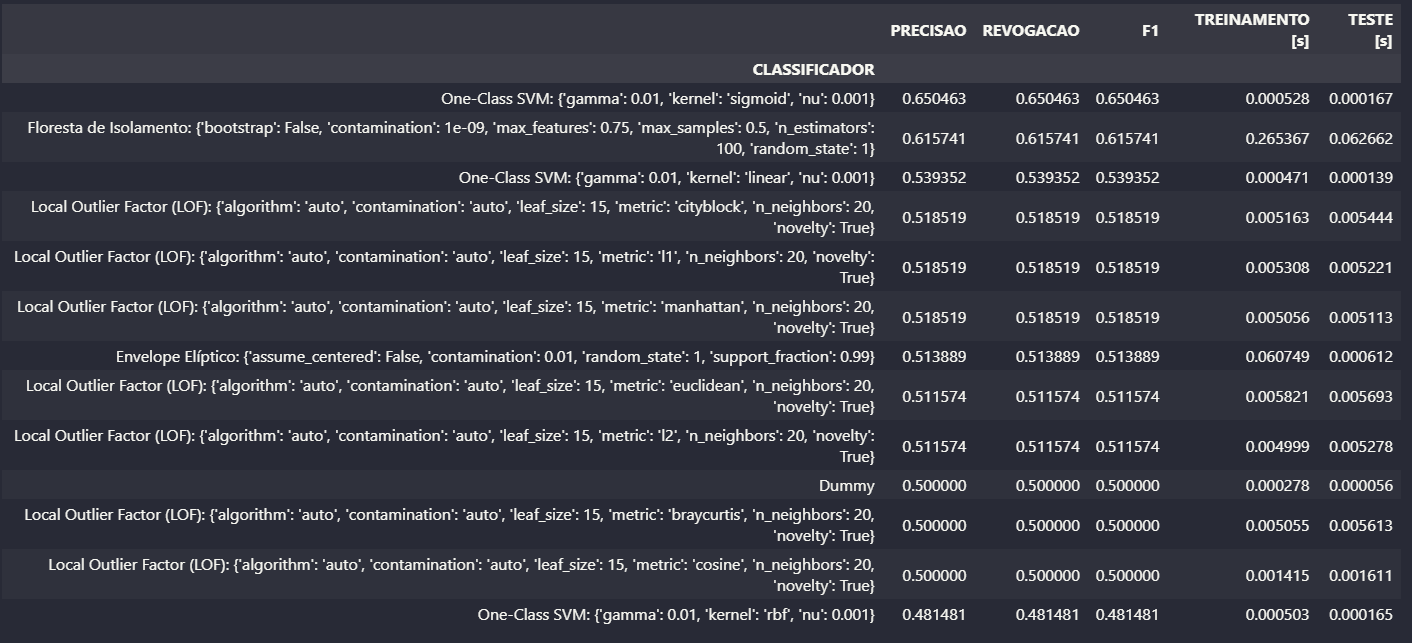 PRECISAO REVOGACAO F1 TREINAMENTO [s] TESTE [s]
CLASSIFICADOR
One-Class SVM: {'gamma': 0.01, 'kernel': 'sigmoid', 'nu': 0.001} 0.650463 0.650463 0.650463 0.000528 0.000167
Floresta de Isolamento: {'bootstrap': False, 'contamination': 1e-09, 'max_features': 0.75, 'max_samples': 0.5, 'n_estimators':
100, 'random_state': 1} 0.615741 0.615741 0.615741 0.265367 0.062662
One-Class SVM: {'gamma': 0.01, 'kernel': 'linear', 'nu': 0.001} 0.539352 0.539352 0.539352 0.000471 0.000139
Local Outlier Factor (LOF): {'algorithm': 'auto', 'contamination': 'auto', 'leaf_size': 15, 'metric': 'cityblock', 'n_neighbors': 20,
'novelty': True} 0.518519 0.518519 0.518519 0.005163 0.005444
Local Outlier Factor (LOF): {'algorithm': 'auto', 'contamination': 'auto', 'leaf_size': 15, 'metric': 'l1', 'n_neighbors': 20, 'novelty':
True} 0.518519 0.518519 0.518519 0.005308 0.005221
Local Outlier Factor (LOF): {'algorithm': 'auto', 'contamination': 'auto', 'leaf_size': 15, 'metric': 'manhattan', 'n_neighbors': 20,
'novelty': True} 0.518519 0.518519 0.518519 0.005056 0.005113
Envelope Elíptico: {'assume_centered': False, 'contamination': 0.01, 'random_state': 1, 'support_fraction': 0.99} 0.513889 0.513889 0.513889 0.060749 0.000612
Local Outlier Factor (LOF): {'algorithm': 'auto', 'contamination': 'auto', 'leaf_size': 15, 'metric': 'euclidean', 'n_neighbors': 20,
'novelty': True} 0.511574 0.511574 0.511574 0.005821 0.005693
Local Outlier Factor (LOF): {'algorithm': 'auto', 'contamination': 'auto', 'leaf_size': 15, 'metric': 'l2', 'n_neighbors': 20, 'novelty':
True} 0.511574 0.511574 0.511574 0.004999 0.005278
Dummy 0.500000 0.500000 0.500000 0.000278 0.000056
Local Outlier Factor (LOF): {'algorithm': 'auto', 'contamination': 'auto', 'leaf_size': 15, 'metric': 'braycurtis', 'n_neighbors': 20,
'novelty': True} 0.500000 0.500000 0.500000 0.005055 0.005613
Local Outlier Factor (LOF): {'algorithm': 'auto', 'contamination': 'auto', 'leaf_size': 15, 'metric': 'cosine', 'n_neighbors': 20,
'novelty': True} 0.500000 0.500000 0.500000 0.001415 0.001611
One-Class SVM: {'gamma': 0.01, 'kernel': 'rbf', 'nu': 0.001} 0.481481 0.481481 0.481481 0.000503 0.000165